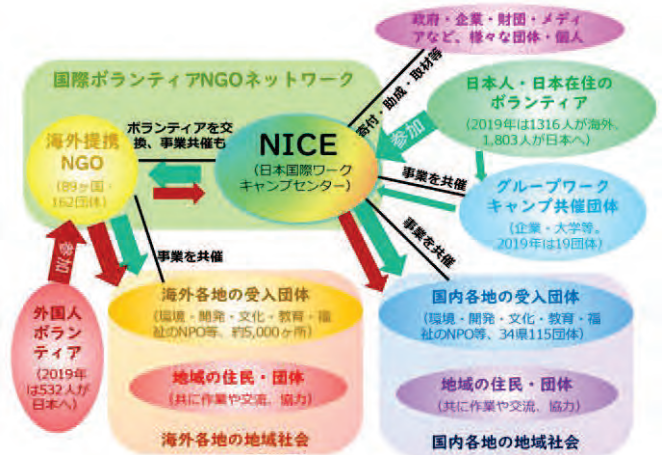 政府・企業・財団・メディ
アなど、様々な団体・個人
国際ボランティアNGOネットワーク
寄付・助成・取材等
日本人・日本在住の
ボランティア
(2019年は1316人が海外、
1,803人が日本へ)
参加
海外提携
NGO
(89ヶ国・
162団体)
ボランティアを交
換、事業共催も
NICE
(日本国際ワーク
キャンプセンター)
事業を共催
グループワーク
キャンプ共催団体
(企業・大学等。
2019年は19団体)
事業を共催
参加
事業を共催
外国人
ボラン
ティア
(2019年
は532人が
日本へ)
海外各地の受入団体
(環境・開発・文化・教育・福
祉のNPO等、約5,000ヶ所)
地域の住民・団体
(共に作業や交流、協力)
海外各地の地域社会
国内各地の受入団体
(環境・開発・文化・教育・福
祉のNPO等、34県115団体)
地域の住民・団体
(共に作業や交流、協力)
国内各地の地域社会